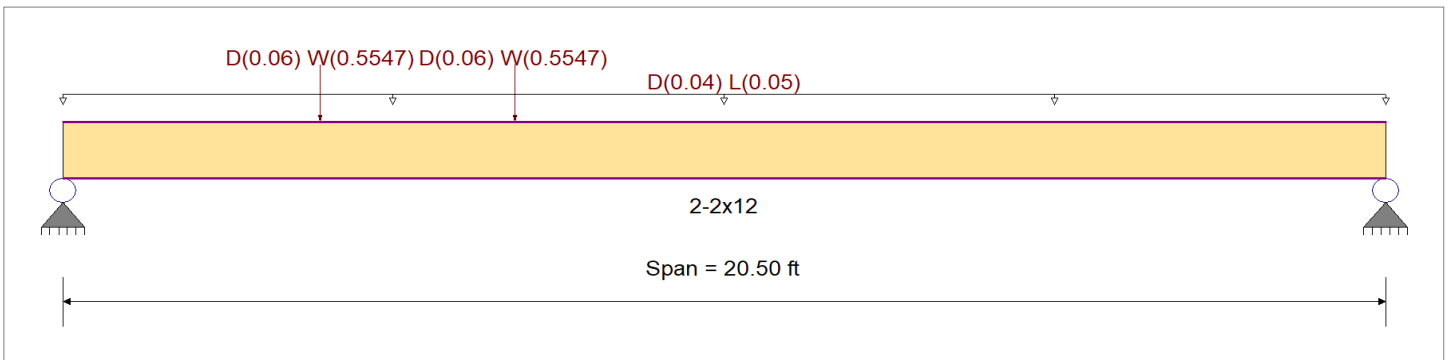 D(0.06) W(0.5547) D(0.06) W(0.5547)
D(0.04) L(0.05)
2-2x12
Span = 20.50 ft